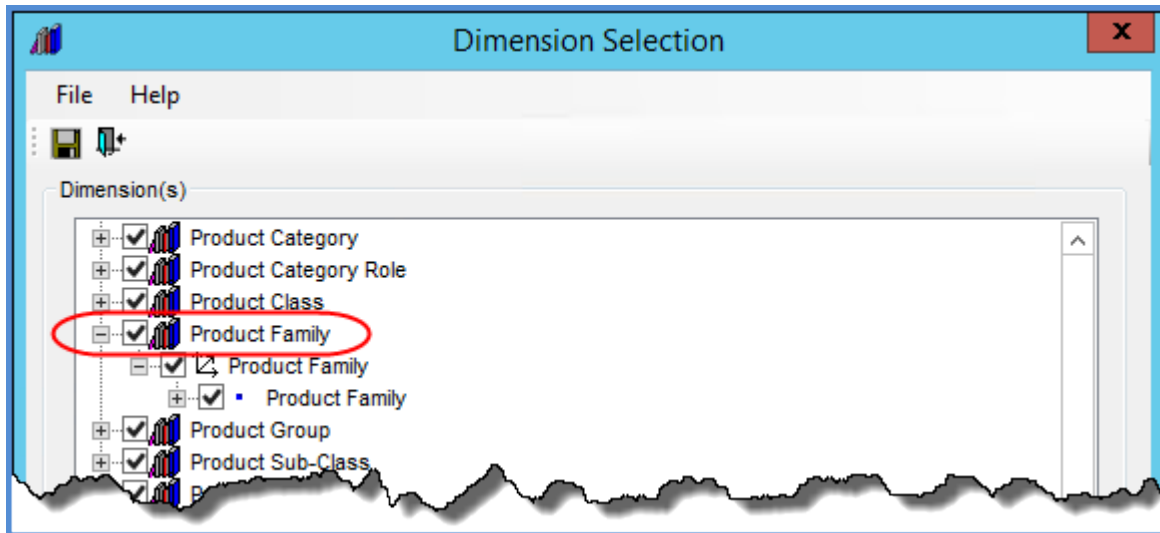 Dimension Selection
x
File Help
Dimension(s)
Product Category
Product Category Role
Product Class
Product Family
Product Family
Product Family
Product Group
Product Sub-Class